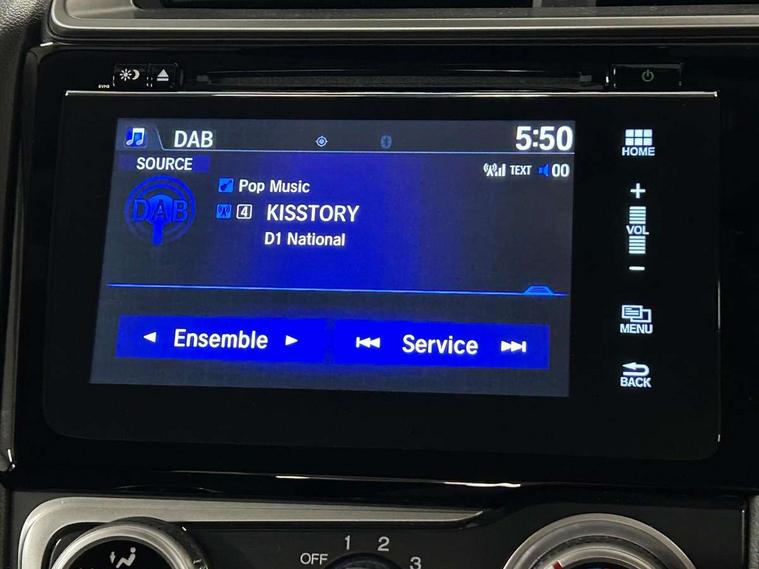 DAB
5:50
HOME
SOURCE
TEXT 00
DAB
Pop Music
4 KISSTORY
D1 National
VOL
Ensemble
Service
MENU
BACK
OFF 1 2 3